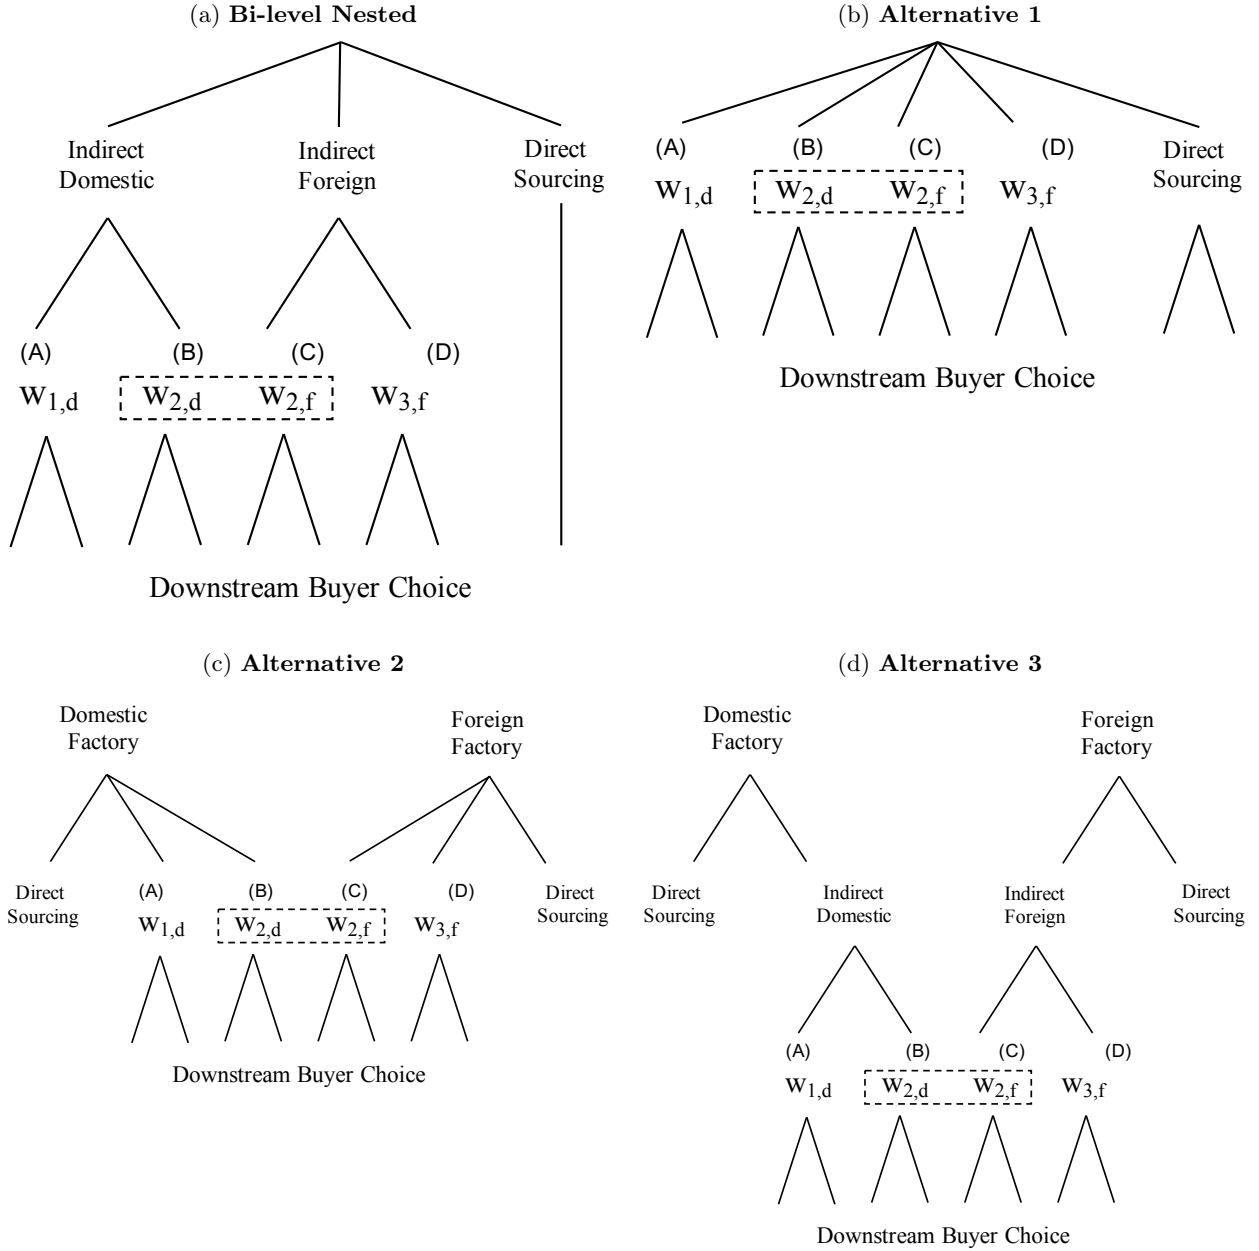 (a) Bi-level Nested
Indirect
Domestic
Indirect
Foreign
Direct
Sourcing
(A) (B) (C) (D)
w1,d w2,d w2,f w3,f
Downstream Buyer Choice
(b) Alternative 1
(A) (B) (C) (D)
w1,d w2,d w2,f w3,f
Direct
Sourcing
Downstream Buyer Choice
(c) Alternative 2
Domestic
Factory
Foreign
Factory
Direct
Sourcing
(A) (B) (C) (D)
w1,d w2,d w2,f w3,f
Direct
Sourcing
Downstream Buyer Choice
(d) Alternative 3
Domestic
Factory
Foreign
Factory
Direct
Sourcing
Indirect
Domestic
Indirect
Foreign
Direct
Sourcing
(A) (B) (C) (D)
w1,d w2,d w2,f w3,f
Downstream Buyer Choice